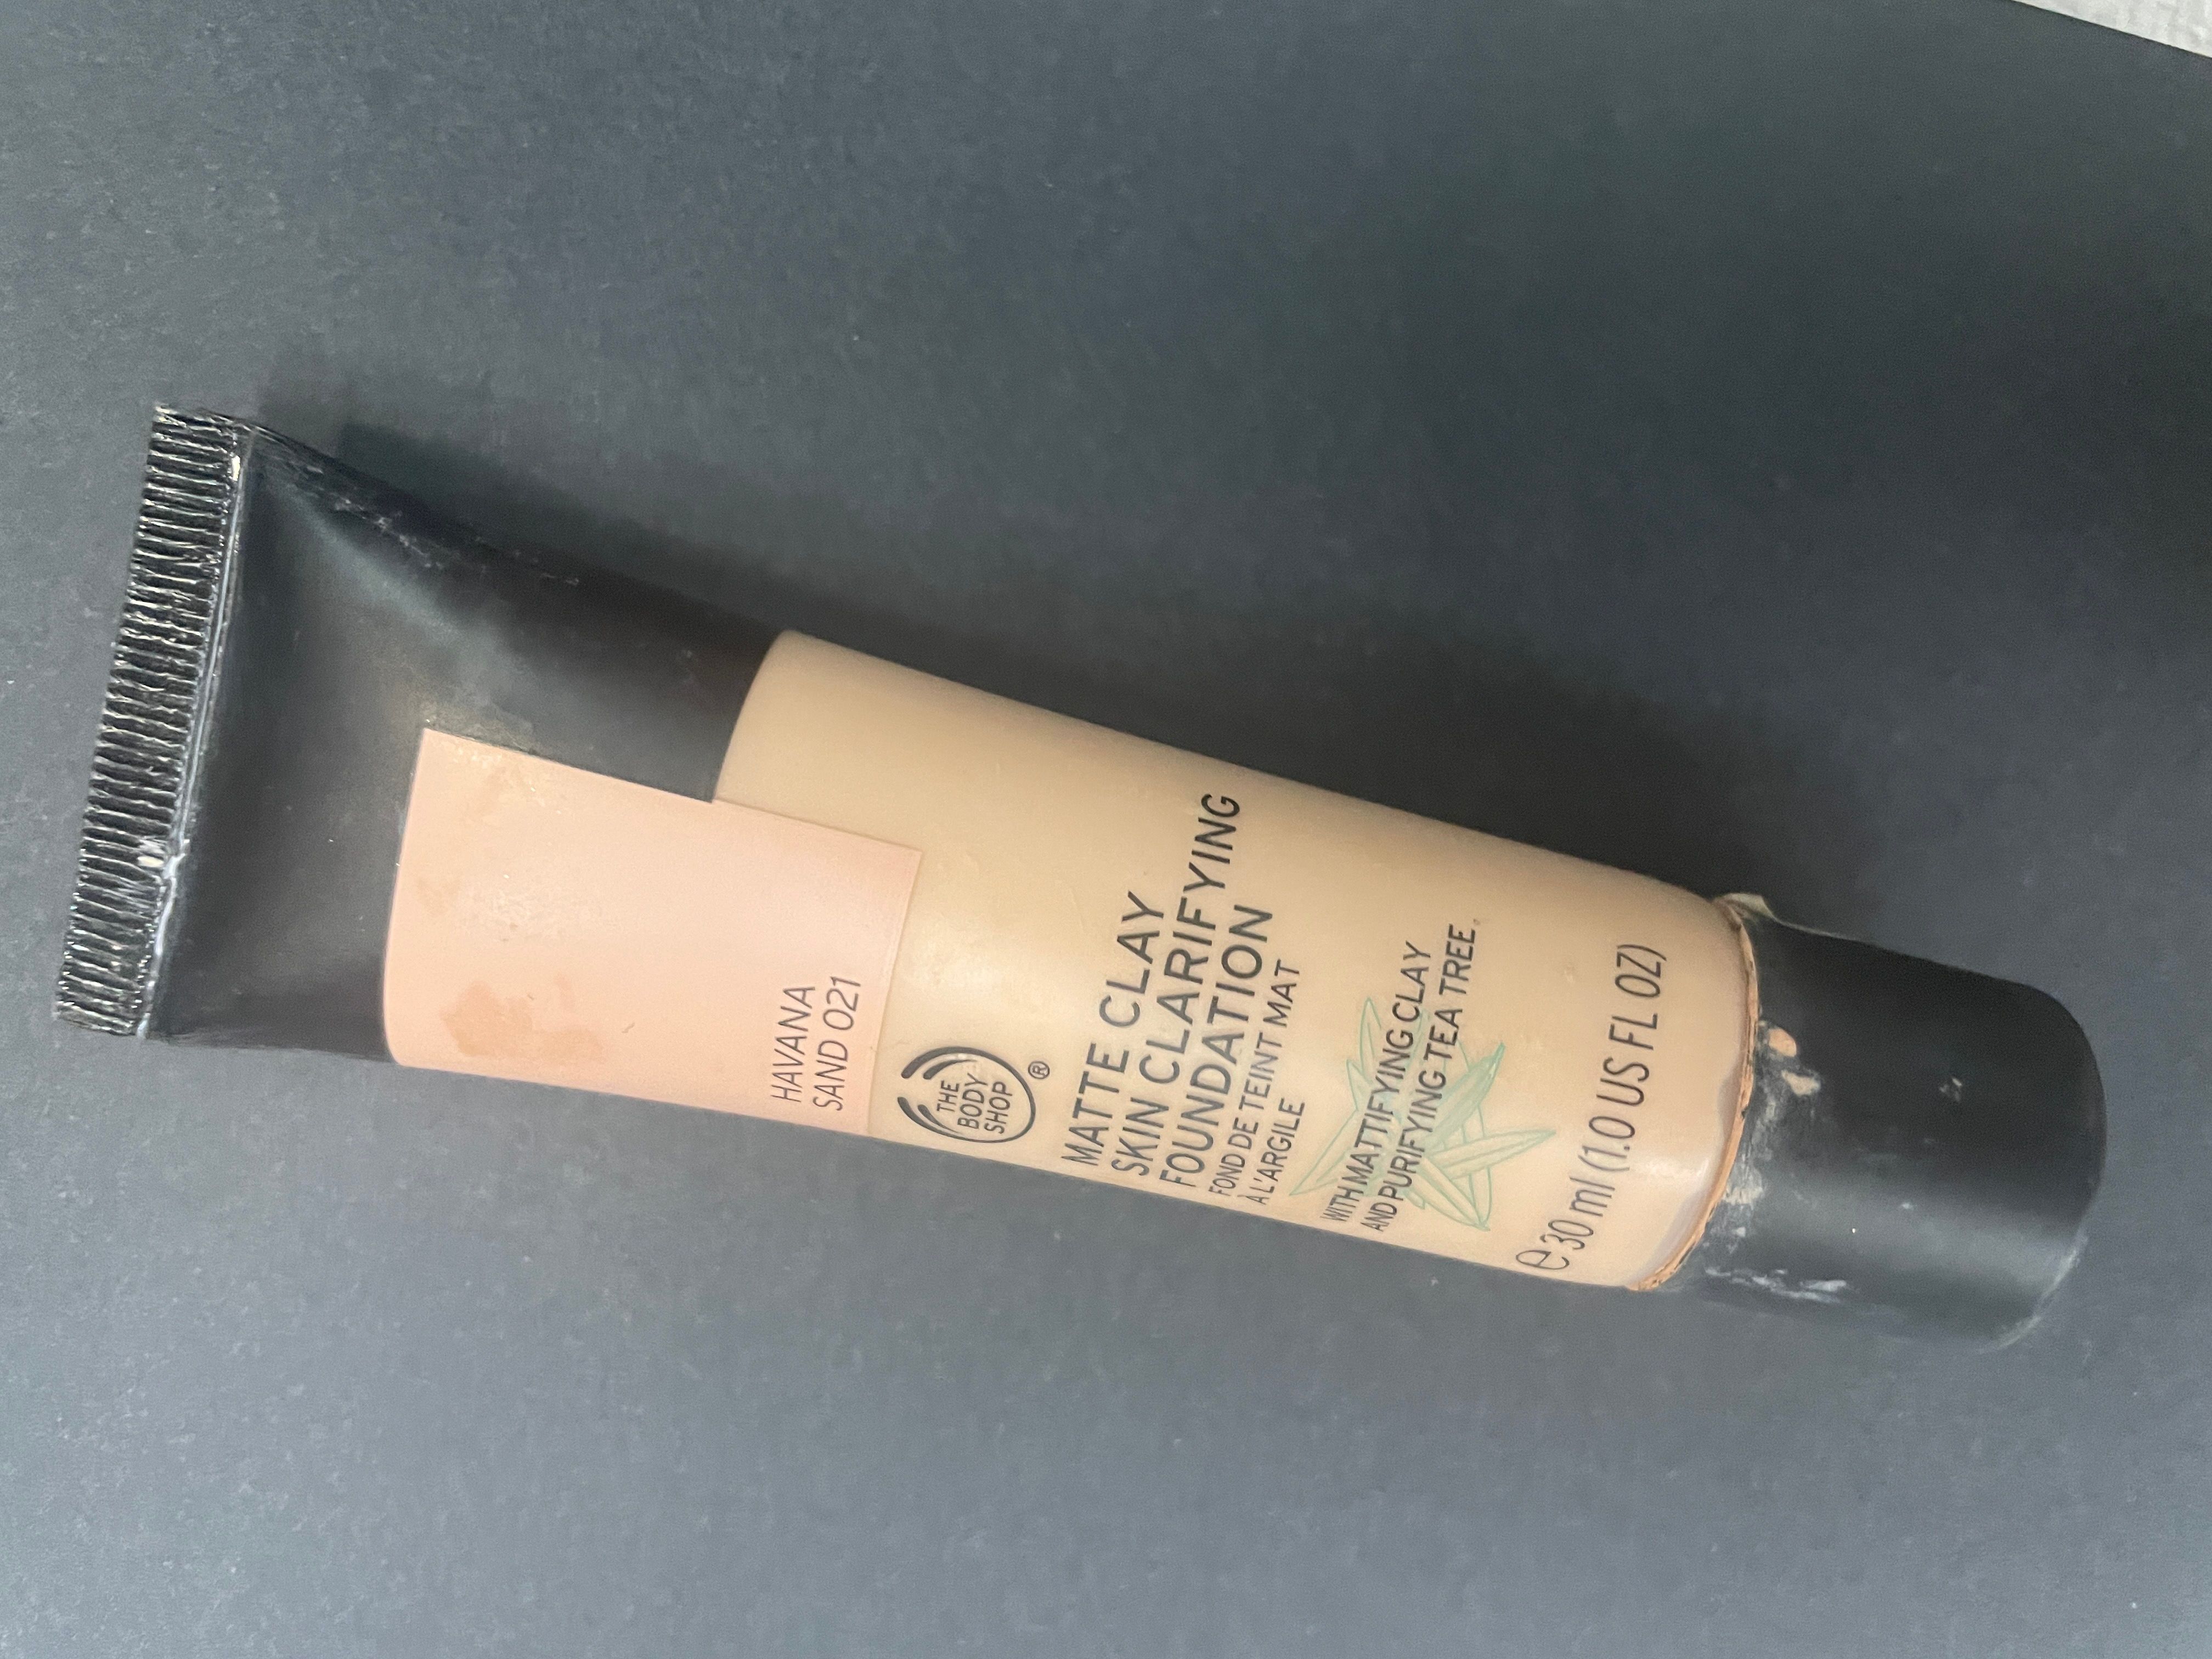 HAVANA
SAND 021
THE
BODY
SHOP
®
MATTE CLAY
SKIN CLARIFYING
FOUNDATION
FOND DE TEINT MAT
À L'ARGILE
WITH MATTIFYING CLAY
AND PURIFYING TEA TREE.
℮ 30 ml (1.0 US FL OZ)